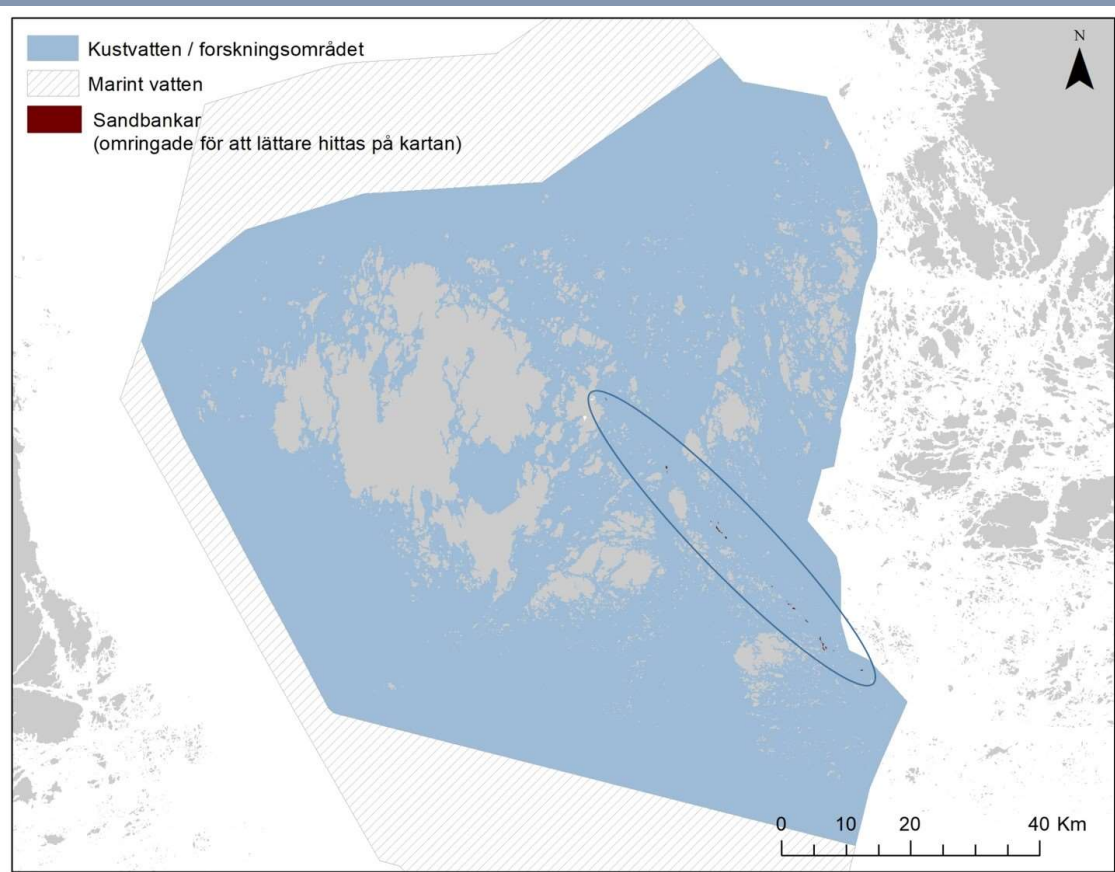 Kustvatten / forskningsområdet
Marint vatten
Sandbankar
(omringade för att lättare hittas på kartan)
N
0 10 20 40 Km